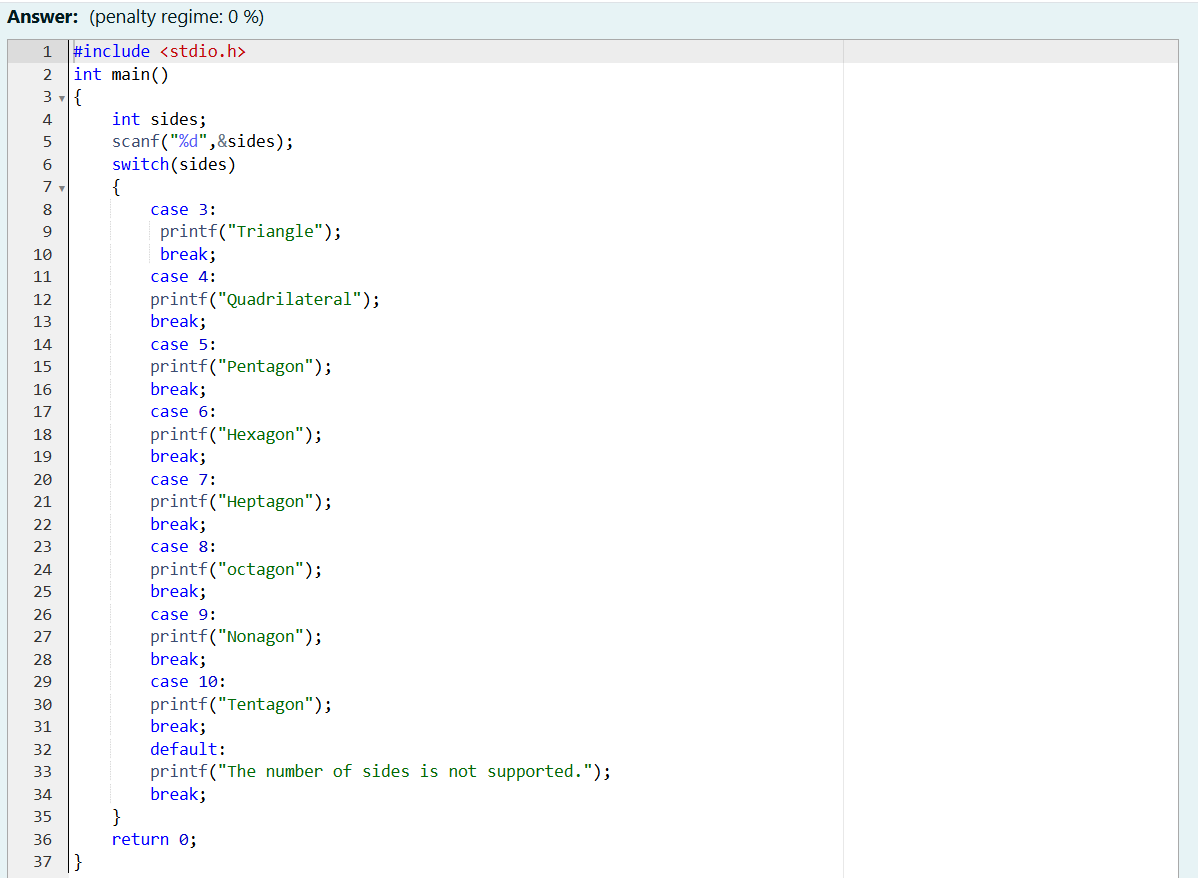 Answer: (penalty regime: 0 %)
1 #include <stdio.h>
2 int main()
3 {
4 int sides;
5 scanf("%d",&sides);
6 switch(sides)
7 {
8 case 3:
9 printf("Triangle");
10 break;
11 case 4:
12 printf("Quadrilateral");
13 break;
14 case 5:
15 printf("Pentagon");
16 break;
17 case 6:
18 printf("Hexagon");
19 break;
20 case 7:
21 printf("Heptagon");
22 break;
23 case 8:
24 printf("octagon");
25 break;
26 case 9:
27 printf("Nonagon");
28 break;
29 case 10:
30 printf("Tentagon");
31 break;
32 default:
33 printf("The number of sides is not supported.");
34 break;
35 }
36 return 0;
37 }